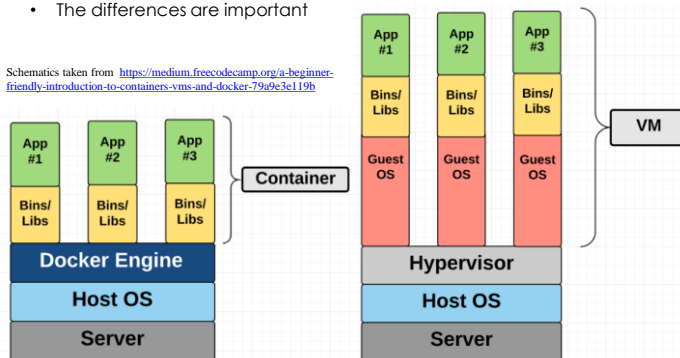 • The differences are important
Schematics taken from https://medium.freecodecamp.org/a-beginner-
friendly-introduction-to-containers-vms-and-docker-79a9e3e119b
App
#1
App
#2
App
#3
Bins/
Libs
Bins/
Libs
Bins/
Libs
Container
Docker Engine
Host OS
Server
App
#1
App
#2
App
#3
Bins/
Libs
Bins/
Libs
Bins/
Libs
Guest
OS
Guest
OS
Guest
OS
VM
Hypervisor
Host OS
Server